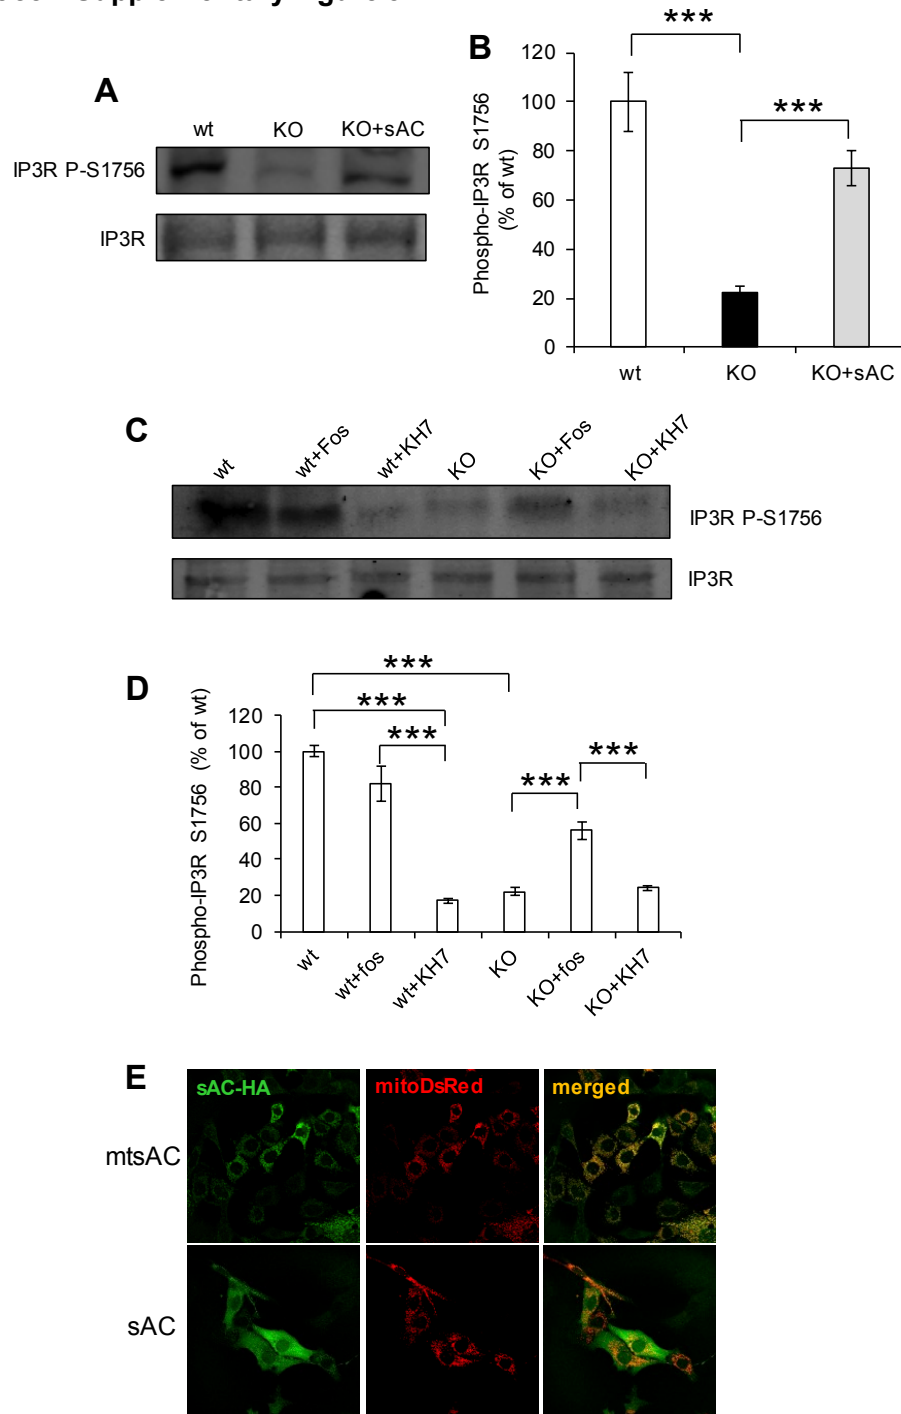 A
wt KO KO+sAC
IP3R P-S1756
IP3R
B
***
***
Phospho-IP3R S1756
(% of wt)
120
100
80
60
40
20
0
wt KO KO+sAC
C
wt wt+Fos wt+KH7 KO KO+Fos KO+KH7
IP3R P-S1756
IP3R
D
***
***
***
***
***
Phospho-IP3R S1756 (% of wt)
120
100
80
60
40
20
0
wt wt+fos wt+KH7 KO KO+fos KO+KH7
E
sAC-HA mitoDsRed merged
mtsAC
sAC